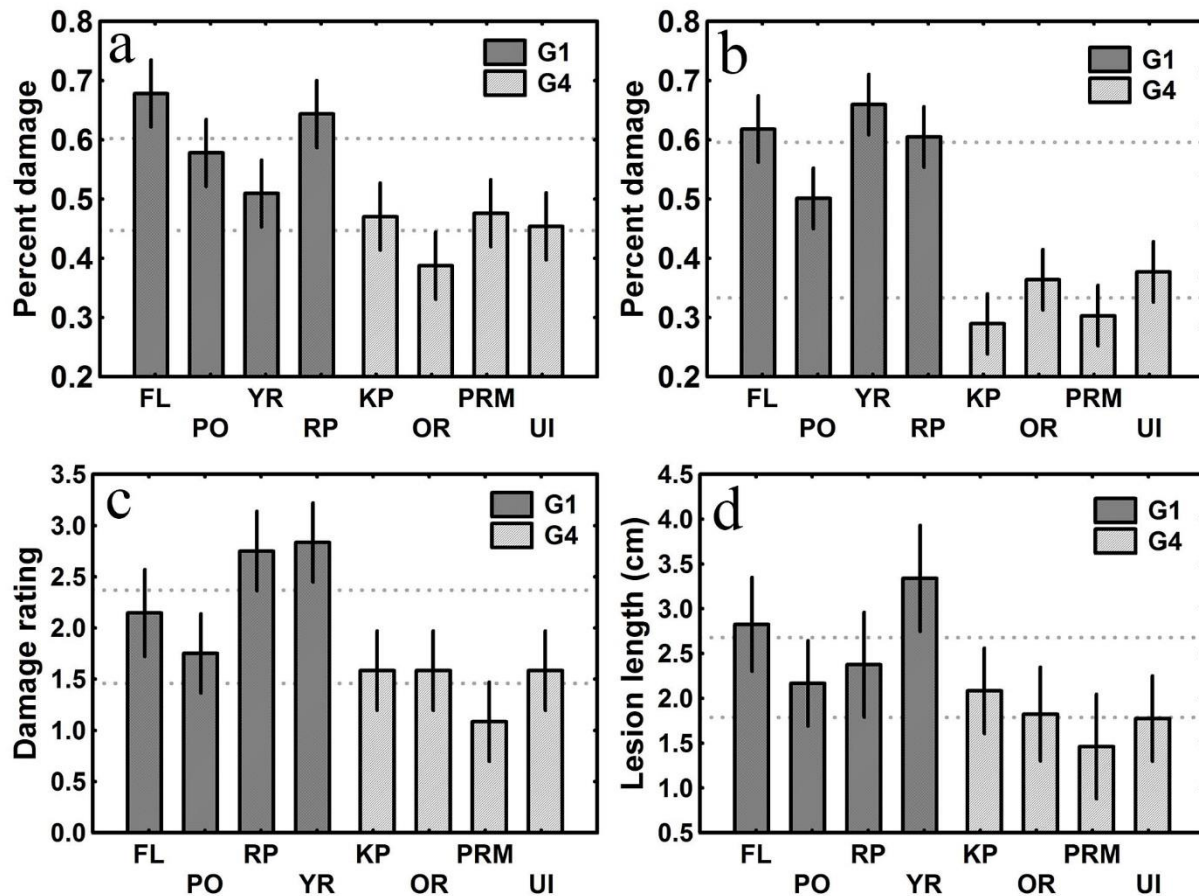 a
Percent damage
0.8
0.7
0.6
0.5
0.4
0.3
0.2
G1
G4
FL YR KP PRM
PO RP OR UI
b
Percent damage
0.8
0.7
0.6
0.5
0.4
0.3
0.2
G1
G4
FL YR KP PRM
PO RP OR UI
c
Damage rating
3.5
3.0
2.5
2.0
1.5
1.0
0.5
0.0
G1
G4
FL RP KP PRM
PO YR OR UI
d
Lesion length (cm)
4.5
4.0
3.5
3.0
2.5
2.0
1.5
1.0
0.5
G1
G4
FL RP KP PRM
PO YR OR UI